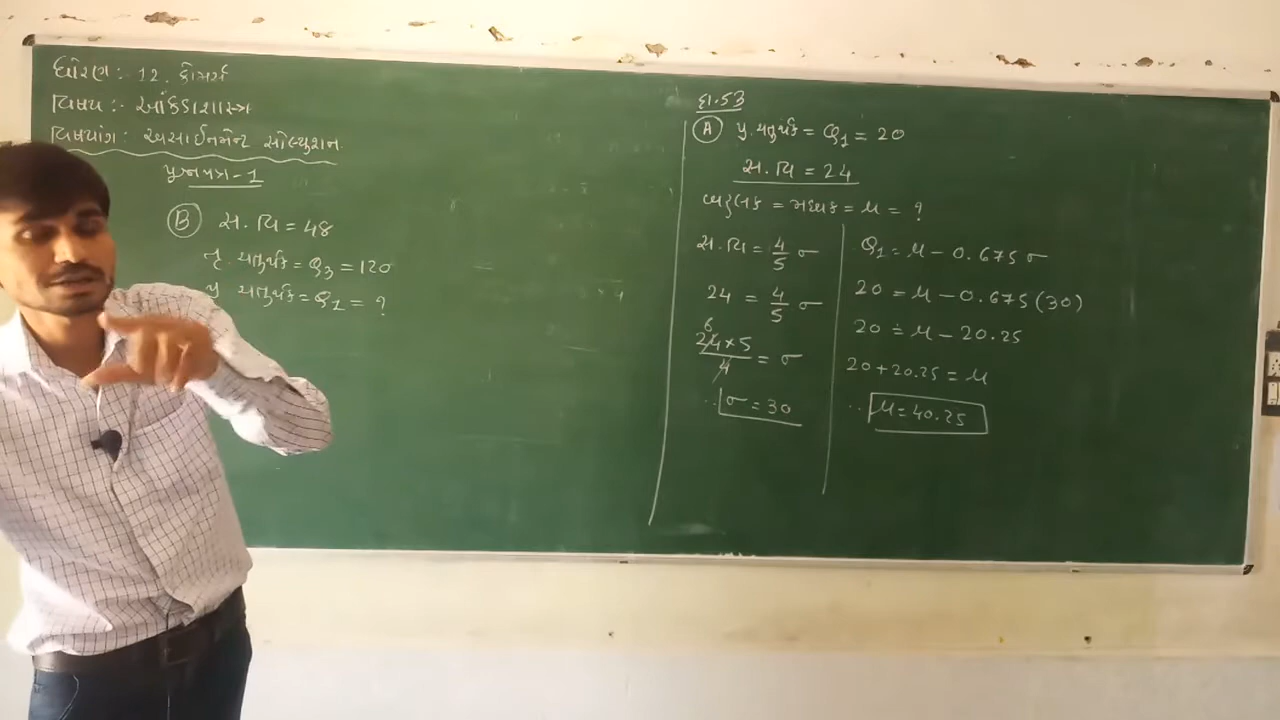 ધોરણ :- 12. કોમર્સ
વિષય :- આંકડાશાસ્ત્ર
વિષયાંગ: અસાઈનમેન્ટ સોલ્યુશન
પ્રશ્નપત્ર-1
(B) સ.વિ = 48
તૃ. ચતુર્થક = Q₃ = 120
પ્ર ચતુર્થક = Q₁ = ?
દા.53
(A) પ્ર.ચતુર્થક = Q₁ = 20
સ.વિ = 24
બહુલક = મધ્યક = μ = ?
સ.વિ = 4/5 σ
24 = 4/5 σ
6
24×5/4 = σ
∴ σ = 30
Q₁ = μ - 0.675 σ
20 = μ - 0.675(30)
20 = μ - 20.25
20 + 20.25 = μ
∴ μ = 40.25